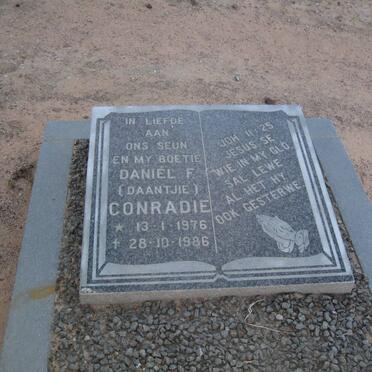 IN LIEFDE
AAN
ONS SEUN
EN MY BOETIE
DANIËL F.
(DAANTJIE)
CONRADIE
★ 13-1-1976
✝ 28-10-1986
JOH 11:25
JESUS SE
WIE IN MY GLO,
SAL LEWE
AL HET HY
OOK GESTERWE